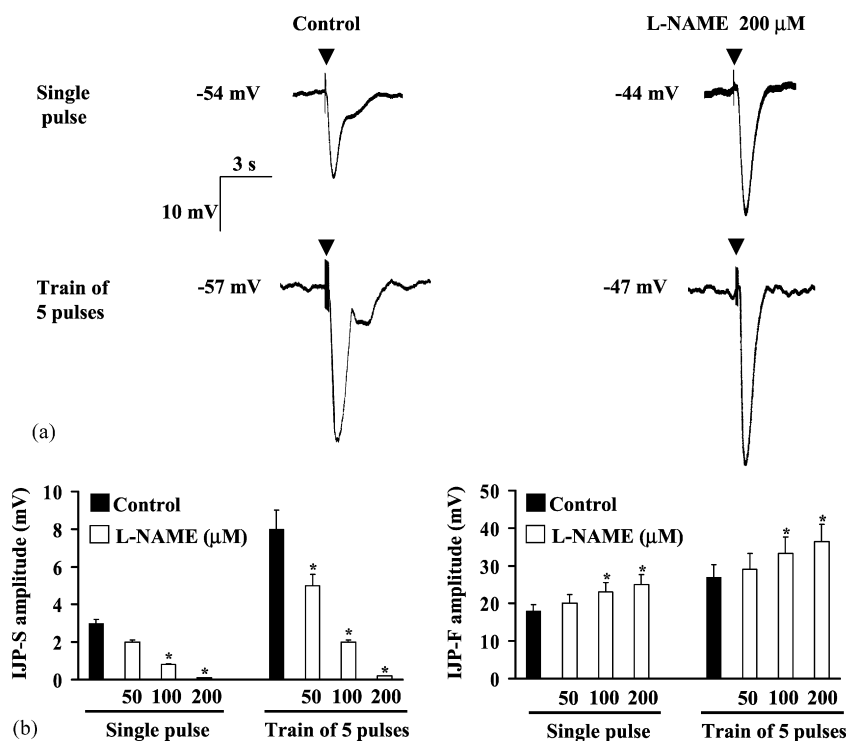 Control
L-NAME 200 μM
Single pulse
-54 mV
-44 mV
3 s
10 mV
Train of 5 pulses
-57 mV
-47 mV
(a)
IJP-S amplitude (mV)
10
8
6
4
2
0
Control
L-NAME (μM)
*
*
*
*
*
50 100 200
50 100 200
Single pulse
Train of 5 pulses
IJP-F amplitude (mV)
50
40
30
20
10
0
Control
L-NAME (μM)
*
*
*
*
50 100 200
50 100 200
Single pulse
Train of 5 pulses
(b)